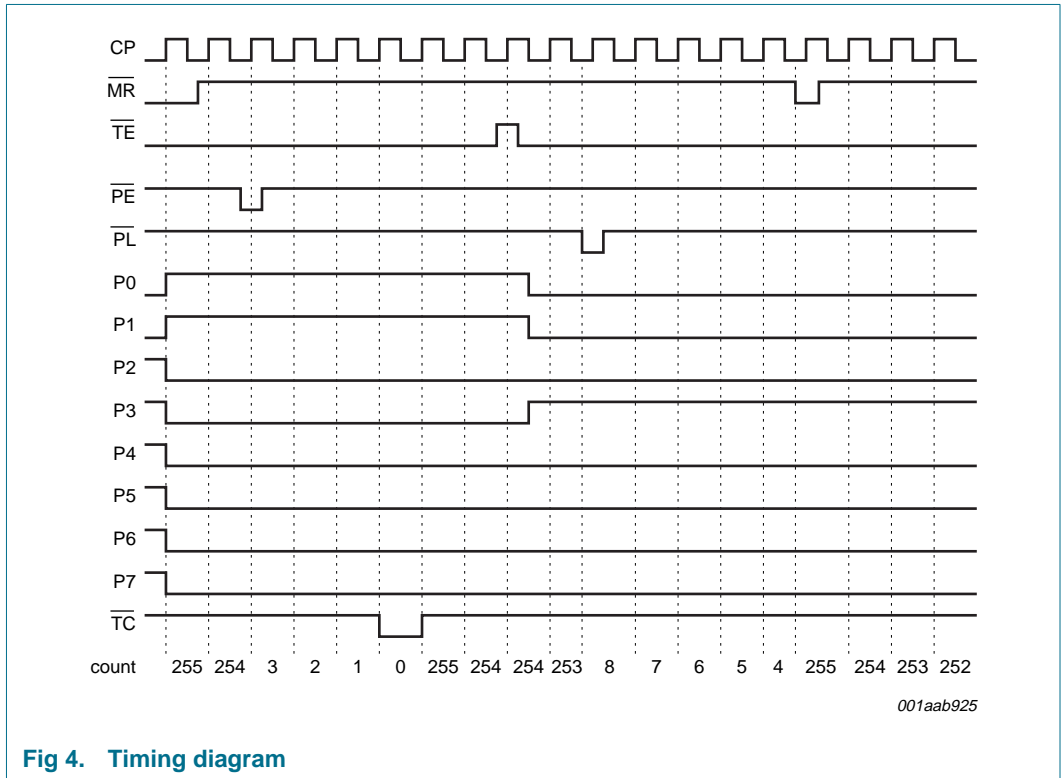 CP
MR
TE
PE
PL
P0
P1
P2
P3
P4
P5
P6
P7
TC
count 255 254 3 2 1 0 255 254 254 253 8 7 6 5 4 255 254 253 252
001aab925
Fig 4. Timing diagram